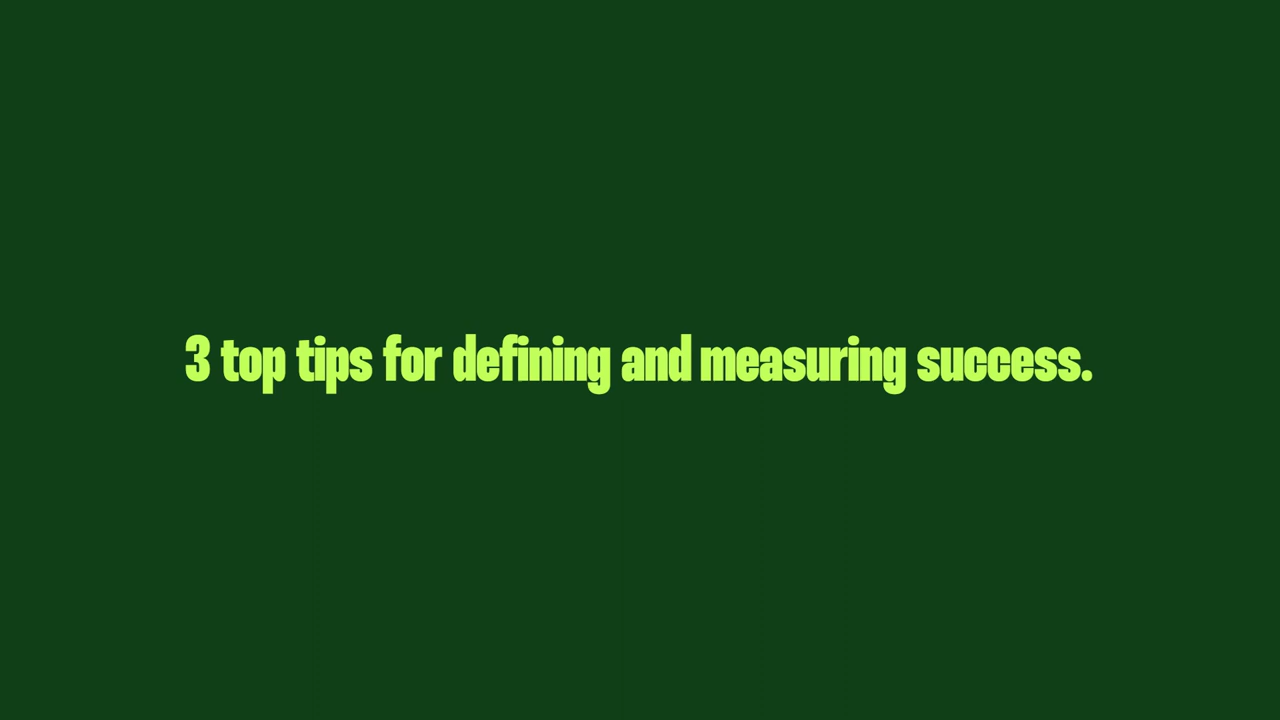 3 top tips for defining and measuring success.